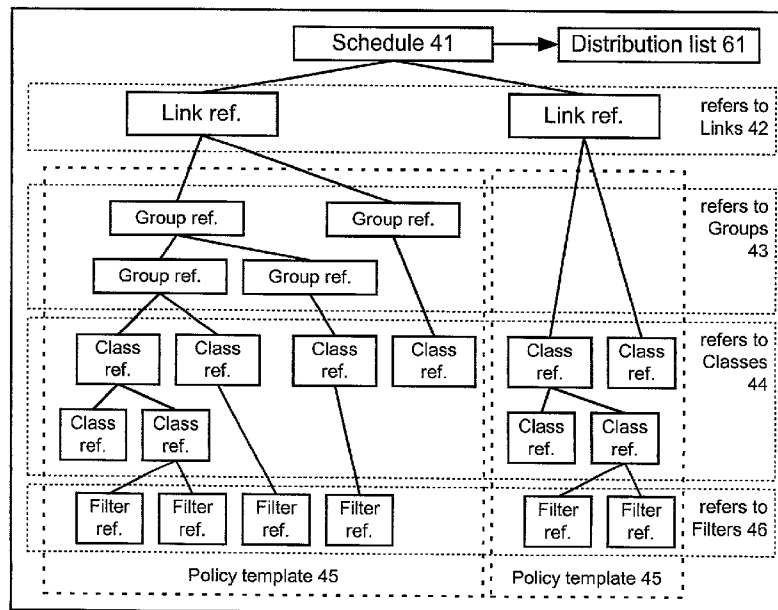 Schedule 41
Distribution list 61
Link ref.
Link ref.
refers to
Links 42
Group ref.
Group ref.
refers to
Groups
43
Group ref.
Group ref.
Class
ref.
Class
ref.
Class
ref.
Class
ref.
Class
ref.
Class
ref.
refers to
Classes
44
Class
ref.
Class
ref.
Class
ref.
Class
ref.
Filter
ref.
Filter
ref.
Filter
ref.
Filter
ref.
Filter
ref.
Filter
ref.
refers to
Filters 46
Policy template 45
Policy template 45